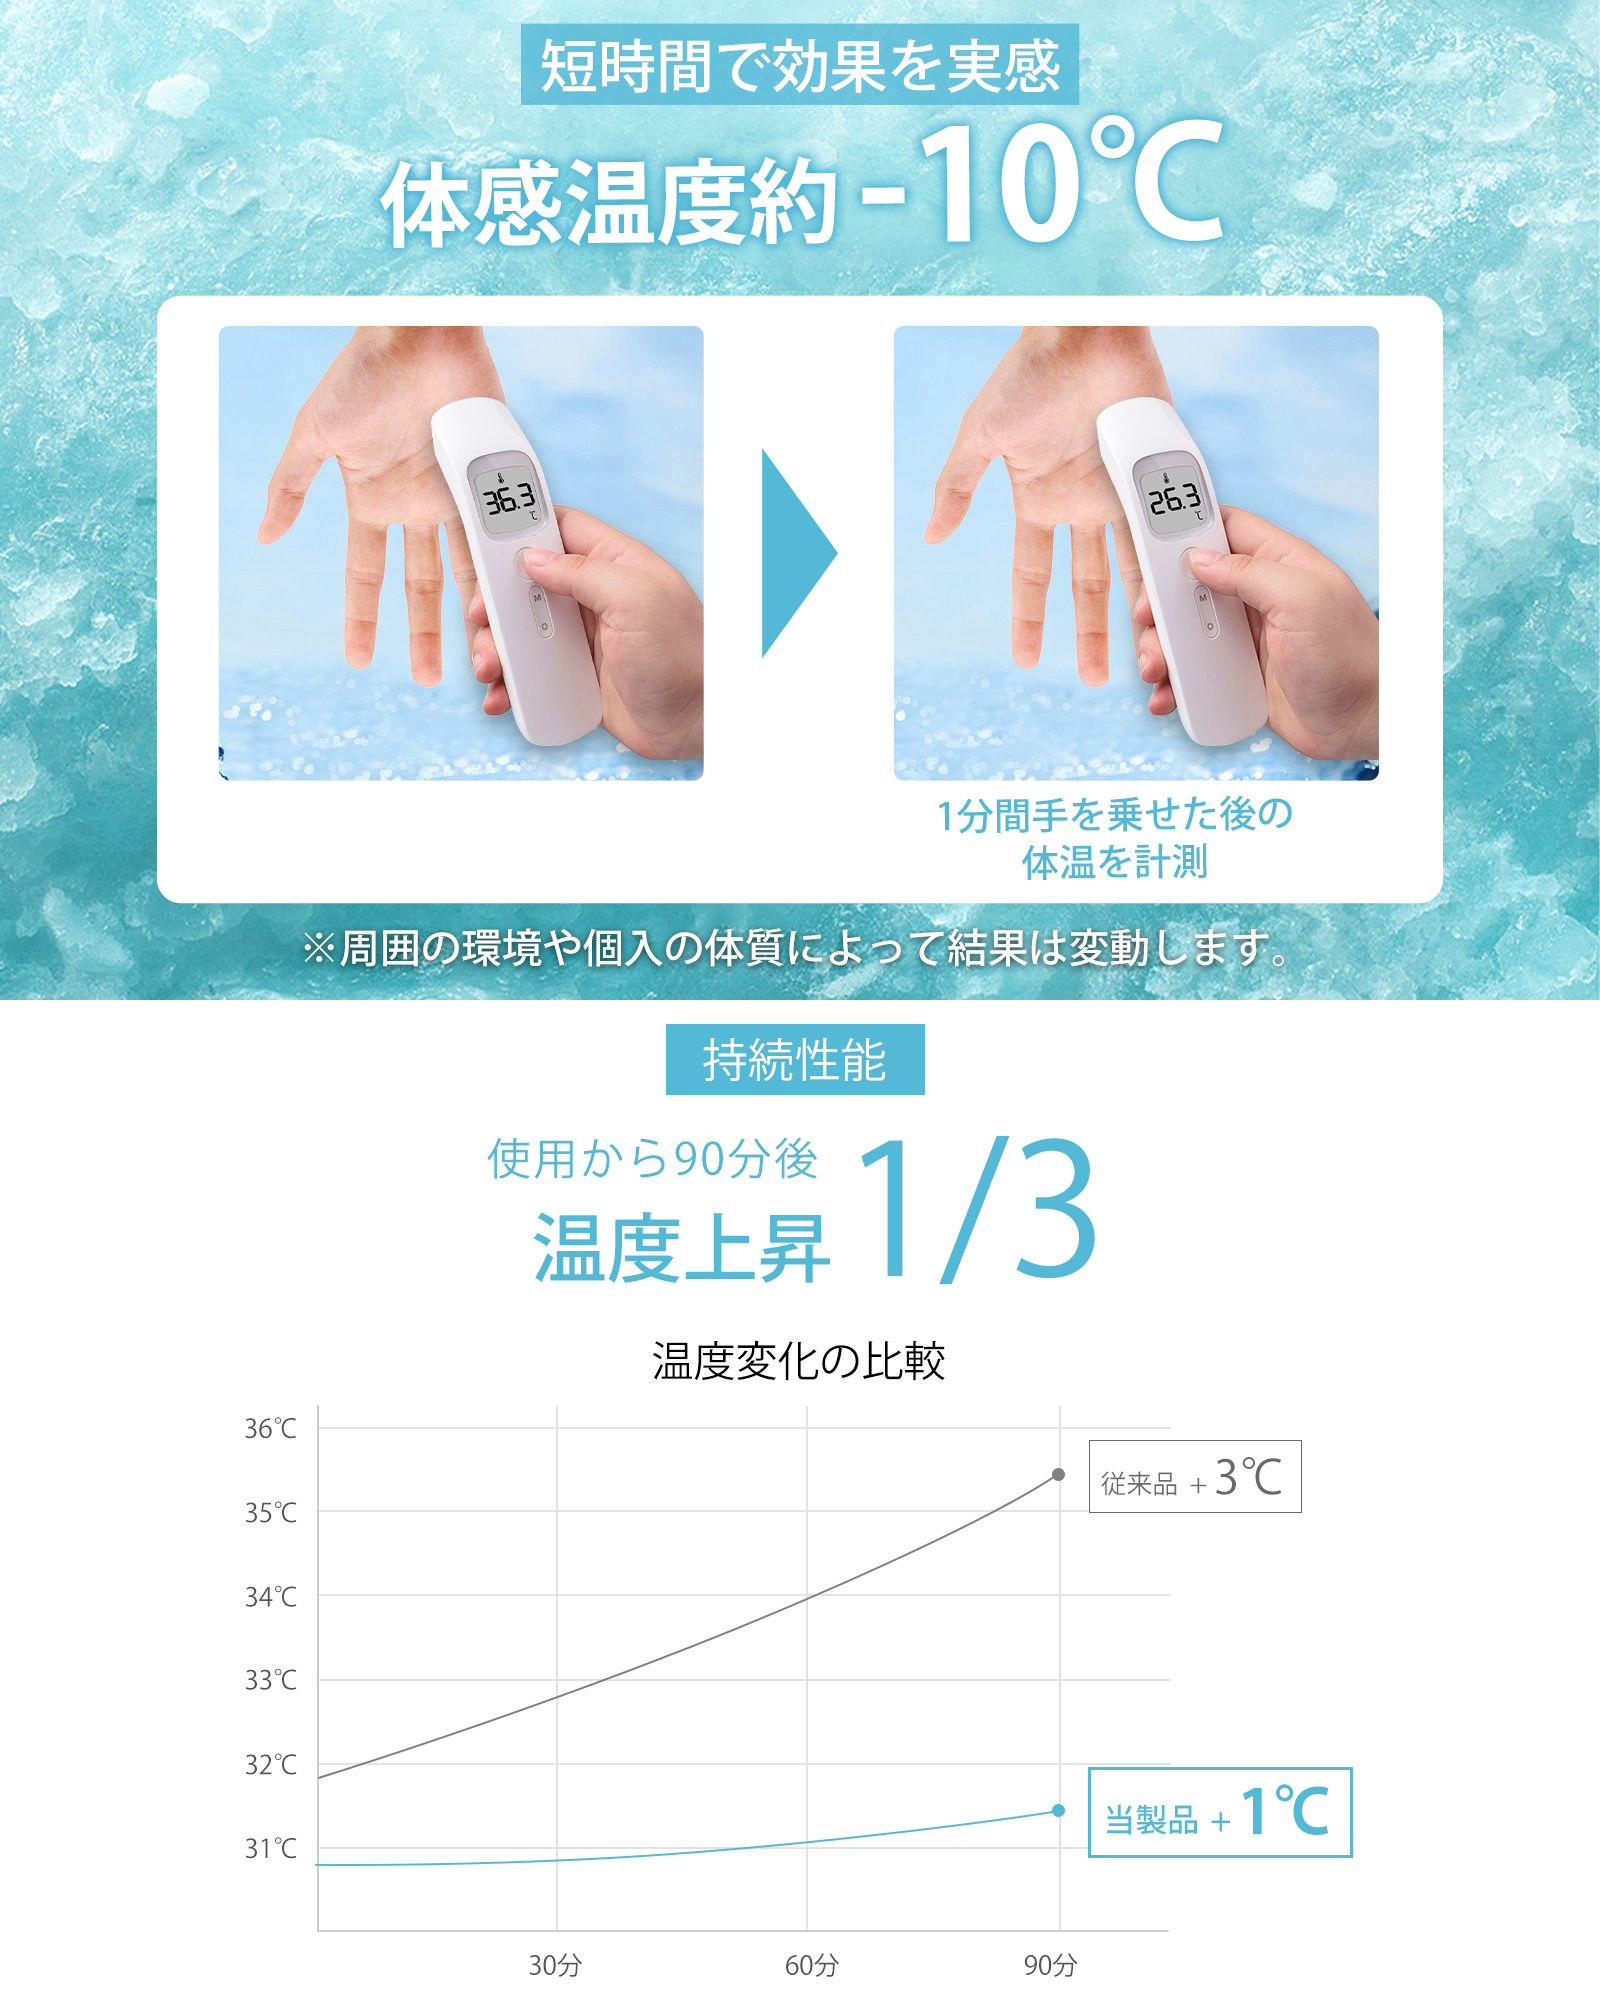 短時間で効果を実感
体感温度約 -10℃
36.3 ℃
M
26.3 ℃
M
1分間手を乗せた後の
体温を計測
※周囲の環境や個入の体質によって結果は変動します。
持続性能
使用から90分後
温度上昇 1/3
温度変化の比較
36℃
35℃
34℃
33℃
32℃
31℃
従来品 + 3℃
当製品 + 1℃
30分 60分 90分